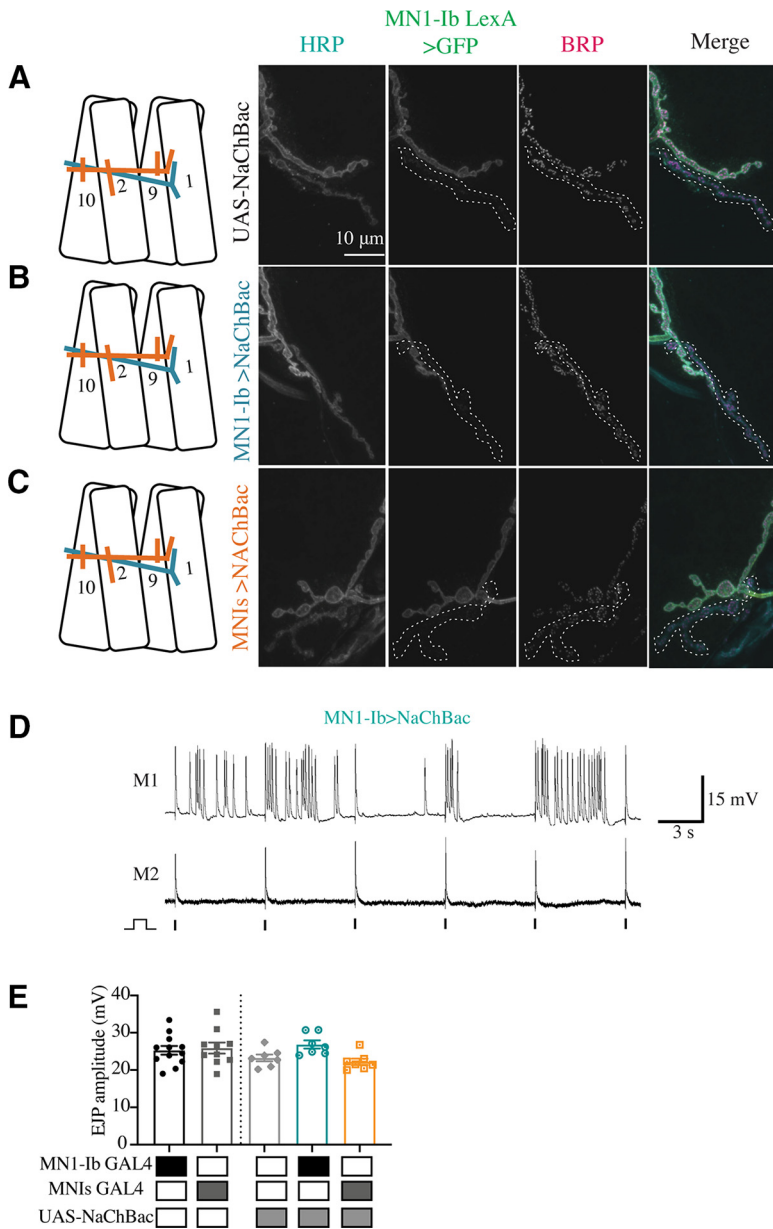 MN1-Ib LexA
HRP >GFP BRP Merge
A
UAS-NaChBac
10 2 9 1
10 μm
B
MN1-Ib >NaChBac
10 2 9 1
C
MNIs >NAChBac
10 2 9 1
D
MN1-Ib>NaChBac
M1
15 mV
3 s
M2
E
EJP amplitude (mV)
40
30
20
10
0
MN1-Ib GAL4
MNIs GAL4
UAS-NaChBac